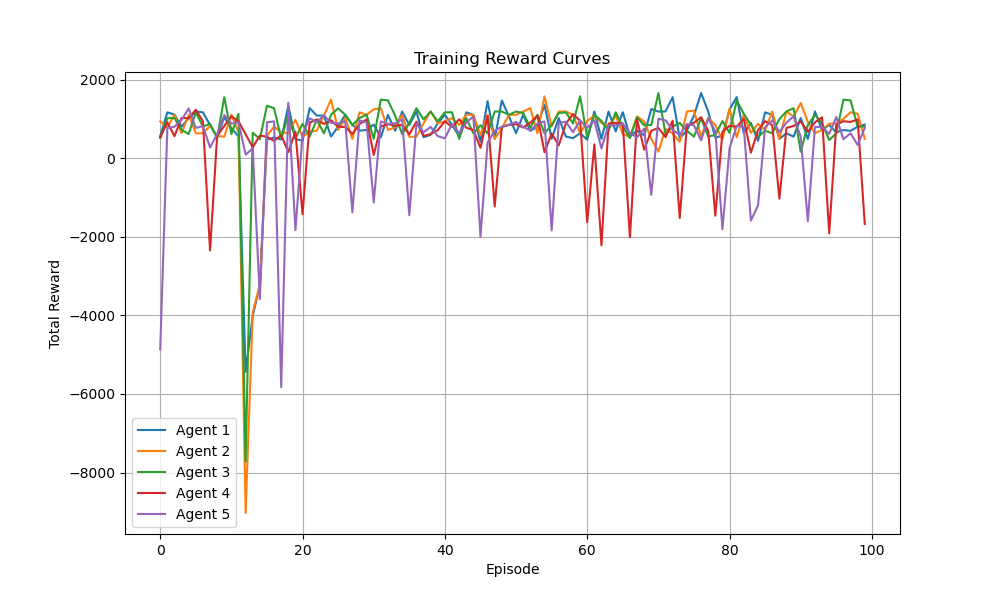 Training Reward Curves
Total Reward
2000
0
−2000
−4000
−6000
−8000
Agent 1
Agent 2
Agent 3
Agent 4
Agent 5
0 20 40 60 80 100
Episode